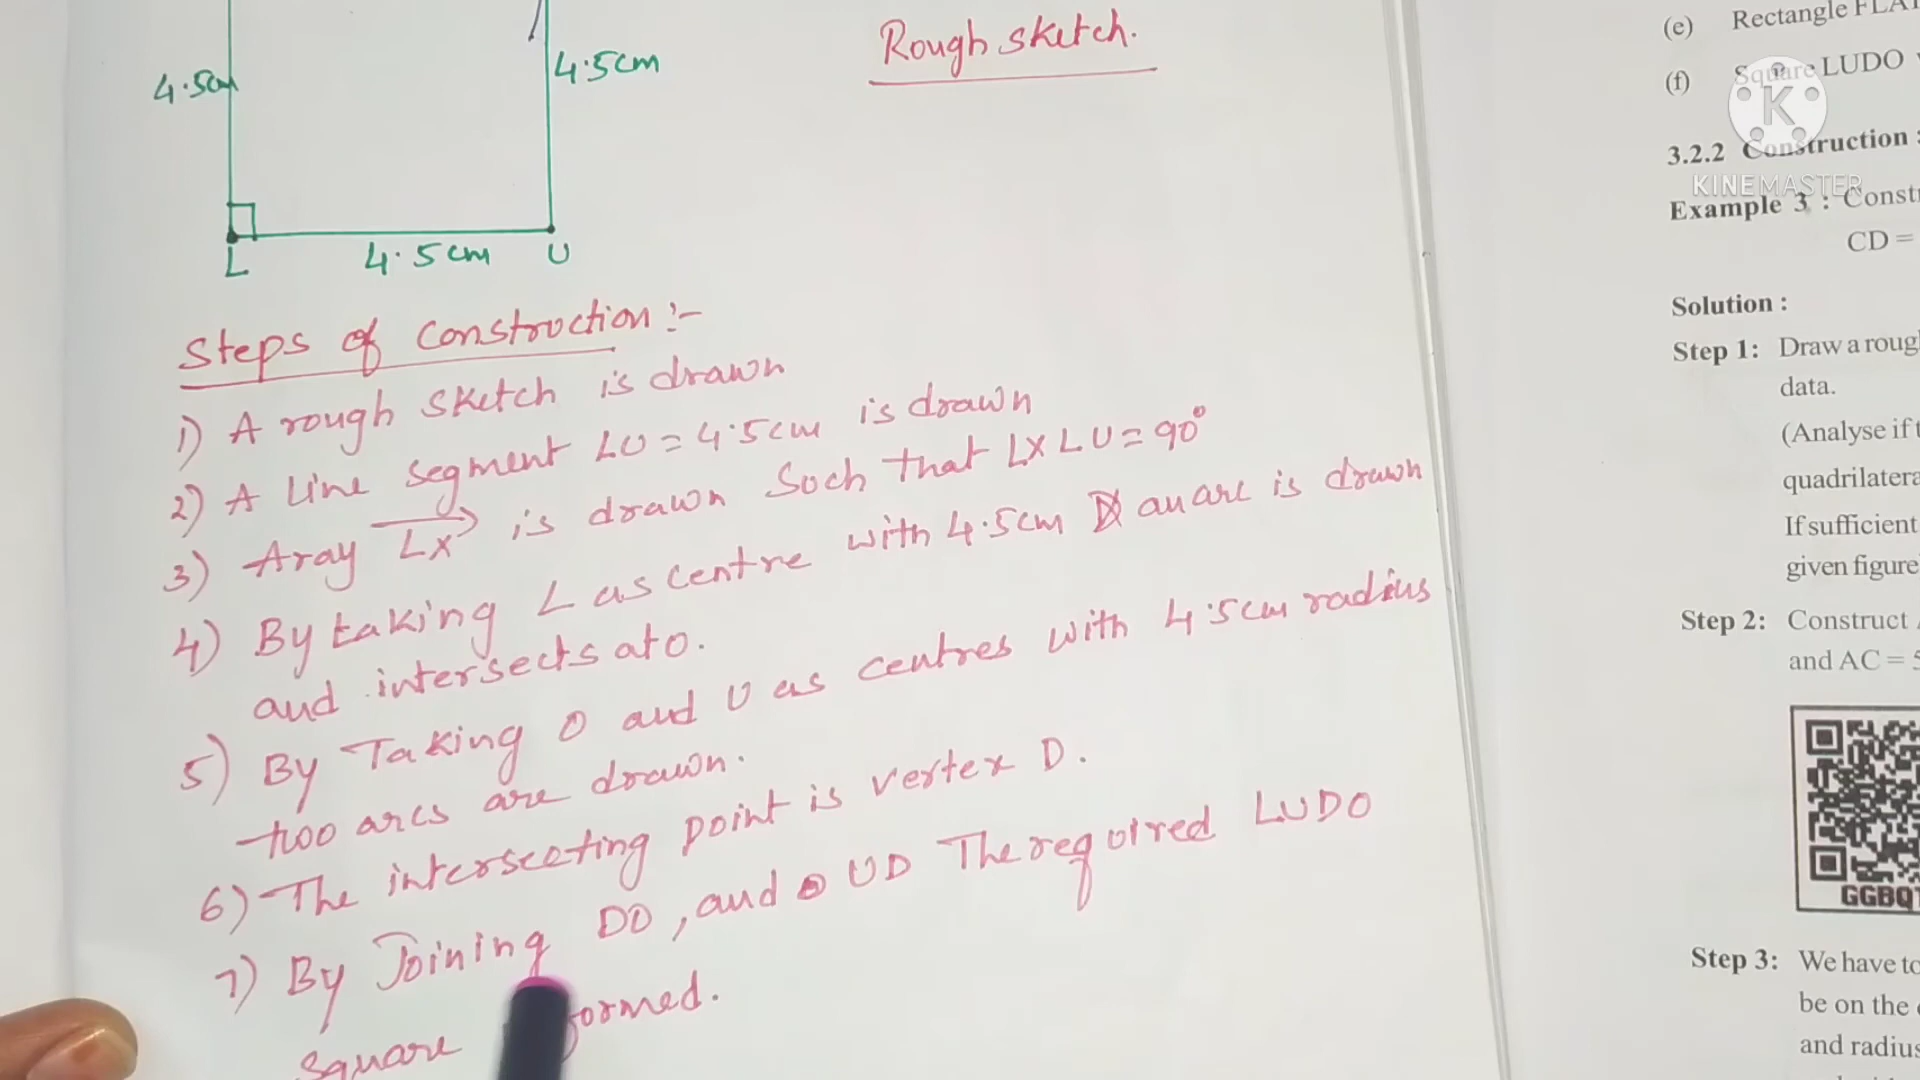 4.5cm
4.5cm
Rough sketch.
L
4.5cm
U
Steps of construction :-
1) A rough sketch is drawn
2) A Line segment LU = 4.5cm is drawn
3) A ray LX is drawn such that ∠XLU = 90°
4) By taking L as centre with 4.5cm an arc is drawn
and intersects at O.
5) By Taking O and U as centres with 4.5cm radius
two arcs are drawn.
6) The intersecting point is vertex D.
7) By Joining DO, and UD The required LUDO
square formed.
(e) Rectangle
(f) Square LUDO
3.2.2 Construction :
Example 3 : Const
CD =
Solution :
Step 1: Draw a roug
data.
(Analyse if t
quadrilatera
If sufficient
given figure
Step 2: Construct
and AC = 5
GGBQ
Step 3: We have to
be on the
and radius
K
KINEMASTER